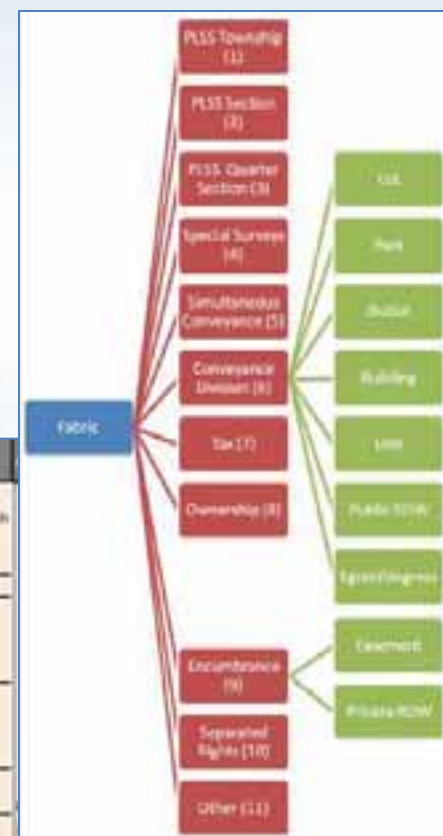 Fabric
PLSS Township
(1)
PLSS Section
(2)
PLSS Quarter
Section (3)
Special Surveys
(4)
Simultaneous
Conveyance (5)
Conveyance
Division (6)
Tax (7)
Ownership (8)
Encumbrance
(9)
Separated
Rights (10)
Other (11)
Lot
Park
Building
Unit
Public ROW
Egress/Ingress
Easement
Private ROW